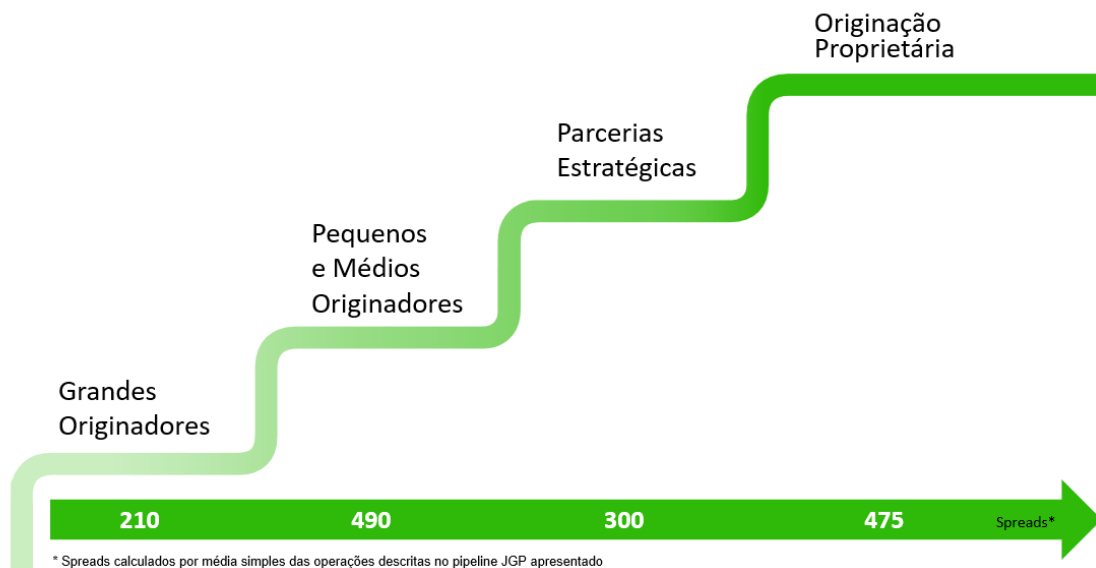 Originação
Proprietária
Parcerias
Estratégicas
Pequenos
e Médios
Originadores
Grandes
Originadores
210 490 300 475 Spreads*
* Spreads calculados por média simples das operações descritas no pipeline JGP apresentado